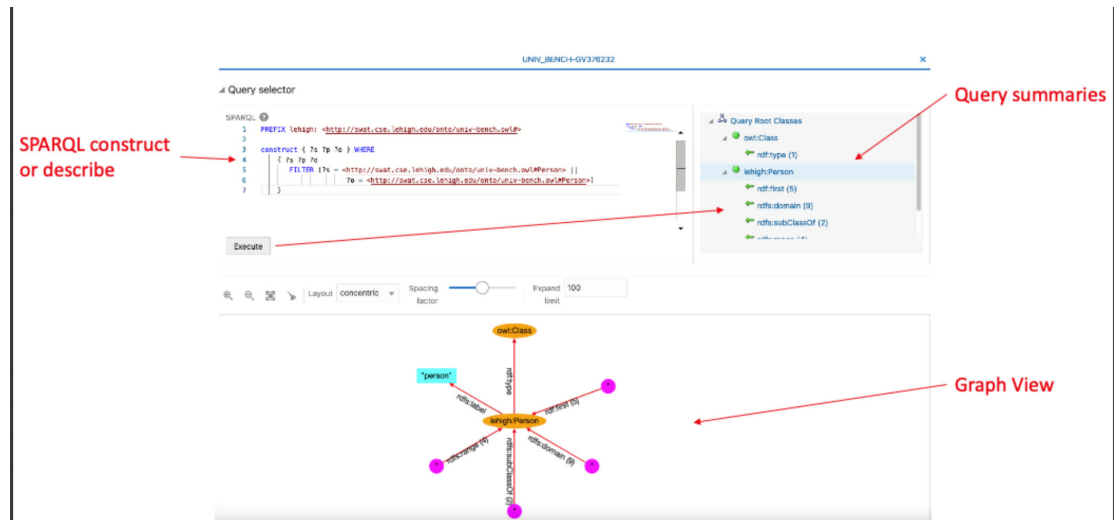 UNIV_BENCH-GV376232
×
Query selector
Query summaries
SPARQL
1 PREFIX lehigh: <http://swat.cse.lehigh.edu/onto/univ-bench.owl#>
2
3 construct { ?s ?p ?o } WHERE
4 { ?s ?p ?o
5 FILTER (?s = <http://swat.cse.lehigh.edu/onto/univ-bench.owl#Person> ||
6 ?o = <http://swat.cse.lehigh.edu/onto/univ-bench.owl#Person>)
7 }
SPARQL construct
or describe
Query Root Classes
owl:Class
rdf:type (1)
lehigh:Person
rdf:first (5)
rdfs:domain (9)
rdfs:subClassOf (2)
rdfs:range (4)
Execute
Layout concentric
Spacing
factor
Expand
limit
100
owl:Class
"person"
rdf:type
rdfs:label
rdf:first (5)
lehigh:Person
rdfs:range (4)
rdfs:subClassOf (2)
rdfs:domain (9)
Graph View